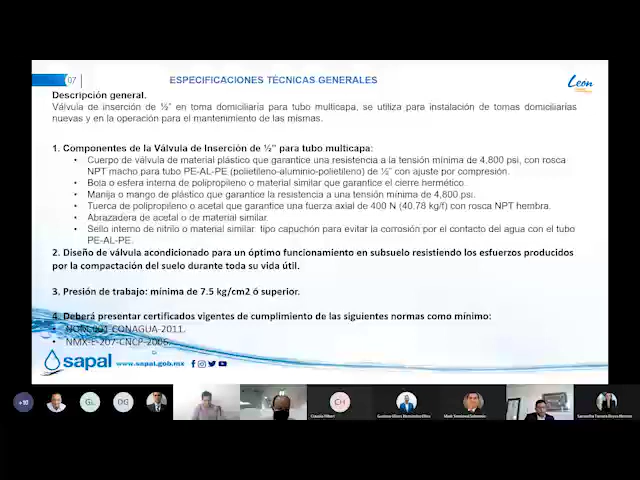 07
ESPECIFICACIONES TÉCNICAS GENERALES
León
Descripción general.
Válvula de inserción de ½" en toma domiciliaria para tubo multicapa, se utiliza para instalación de tomas domiciliarias
nuevas y en la operación para el mantenimiento de las mismas.
1. Componentes de la Válvula de Inserción de ½" para tubo multicapa:
• Cuerpo de válvula de material plástico que garantice una resistencia a la tensión mínima de 4,800 psi, con rosca
NPT macho para tubo PE-AL-PE (polietileno-aluminio-polietileno) de ½" con ajuste por compresión.
• Bola o esfera interna de polipropileno o material similar que garantice el cierre hermético.
• Manija o mango de plástico que garantice la resistencia a una tensión mínima de 4,800 psi.
• Tuerca de polipropileno o acetal que garantice una fuerza axial de 400 N (40.78 kg/f) con rosca NPT hembra.
• Abrazadera de acetal o de material similar.
• Sello interno de nitrilo o material similar tipo capuchón para evitar la corrosión por el contacto del agua con el tubo
PE-AL-PE.
2. Diseño de válvula acondicionado para un óptimo funcionamiento en subsuelo resistiendo los esfuerzos producidos
por la compactación del suelo durante toda su vida útil.
3. Presión de trabajo: mínima de 7.5 kg/cm2 ó superior.
4. Deberá presentar certificados vigentes de cumplimiento de las siguientes normas como mínimo:
• NOM-001-CONAGUA-2011.
• NMX-E-207-CNCP-2006.
sapal www.sapal.gob.mx
+10
GL
CH